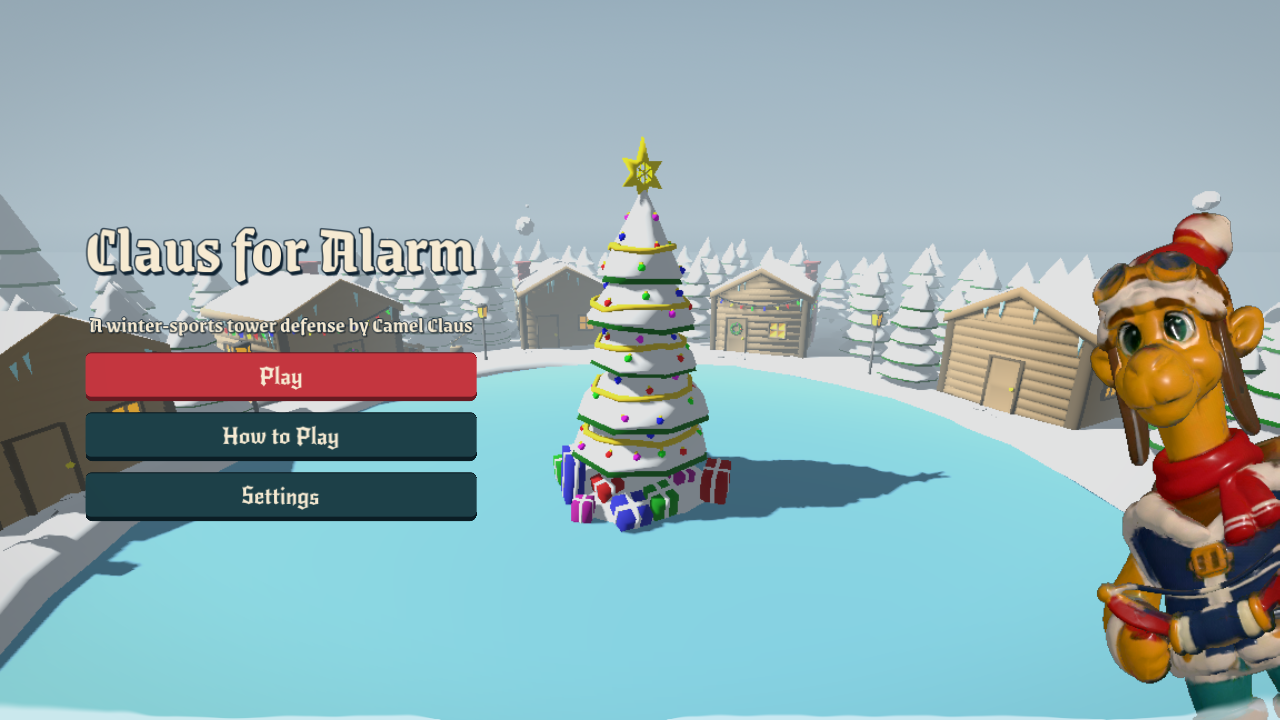 Claus for Alarm
A winter-sports tower defense by Camel Claus
Play
How to Play
Settings